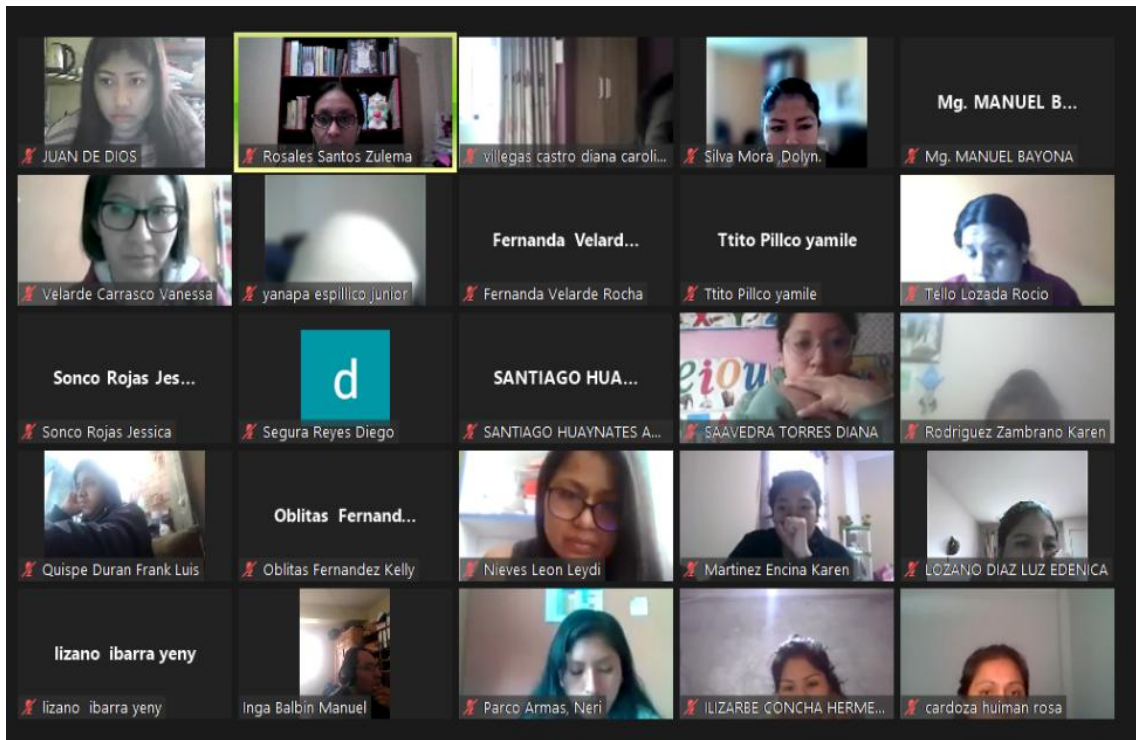 JUAN DE DIOS
Rosales Santos Zulema
villegas castro diana caroli...
Silva Mora ,Dolyn.
Mg. MANUEL B...
Mg. MANUEL BAYONA
Velarde Carrasco Vanessa
yanapa espillico junior
Fernanda Velard...
Fernanda Velarde Rocha
Ttito Pillco yamile
Ttito Pillco yamile
Tello Lozada Rocio
Sonco Rojas Jes...
Sonco Rojas Jessica
d
Segura Reyes Diego
SANTIAGO HUA...
SANTIAGO HUAYNATES A...
eiou
SAAVEDRA TORRES DIANA
Rodriguez Zambrano Karen
Quispe Duran Frank Luis
Oblitas Fernand...
Oblitas Fernandez Kelly
Nieves Leon Leydi
Martinez Encina Karen
LOZANO DIAZ LUZ EDENICA
lizano ibarra yeny
lizano ibarra yeny
Inga Balbin Manuel
Parco Armas, Neri
ILIZARBE CONCHA HERME...
cardoza huiman rosa